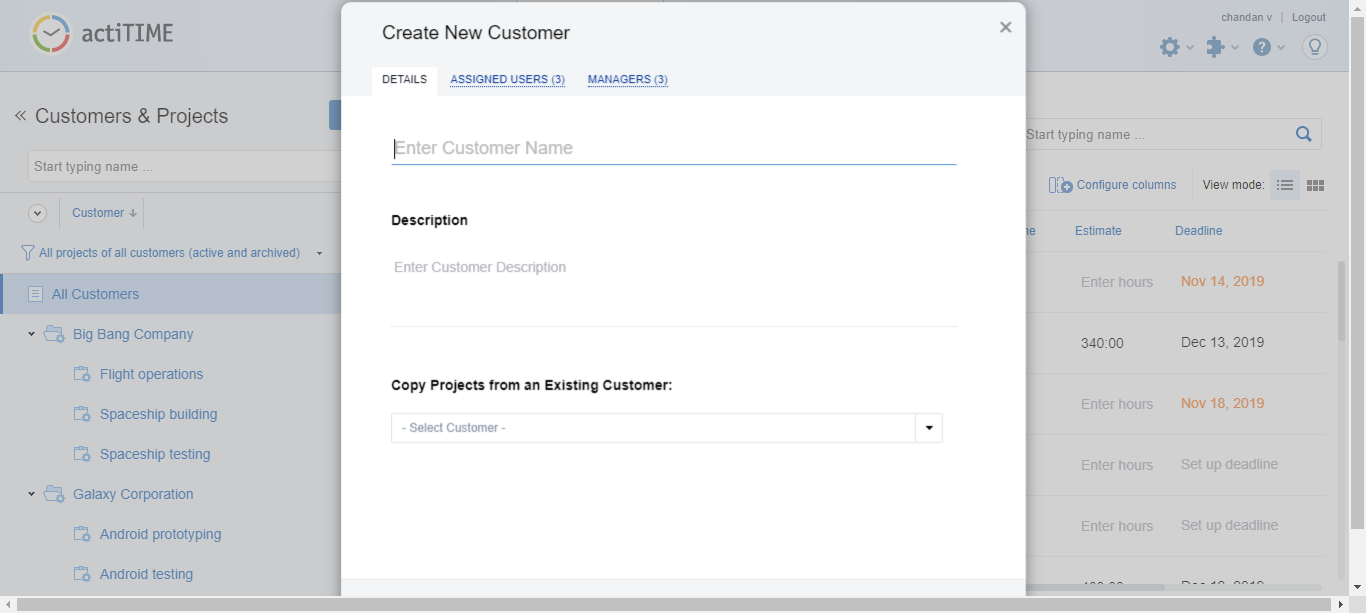 actiTIME
chandan v | Logout
Customers & Projects
Start typing name ...
Customer
All projects of all customers (active and archived)
All Customers
Big Bang Company
Flight operations
Spaceship building
Spaceship testing
Galaxy Corporation
Android prototyping
Android testing
Create New Customer
DETAILS
ASSIGNED USERS (3)
MANAGERS (3)
Enter Customer Name
Description
Enter Customer Description
Copy Projects from an Existing Customer:
- Select Customer -
Start typing name ...
Configure columns
View mode:
Estimate Deadline
Enter hours Nov 14, 2019
340:00 Dec 13, 2019
Enter hours Nov 18, 2019
Enter hours Set up deadline
Enter hours Set up deadline